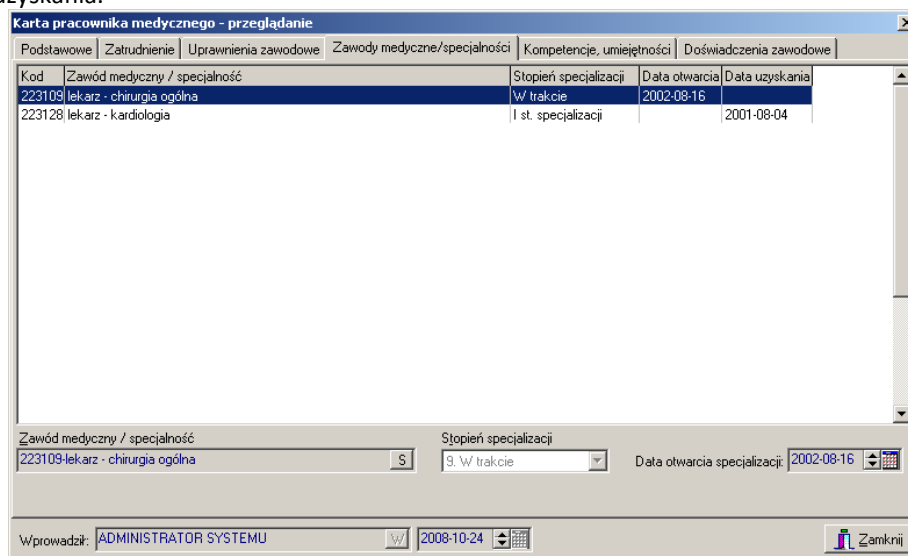 uzyskania.
Karta pracownika medycznego - przeglądanie
Podstawowe Zatrudnienie Uprawnienia zawodowe Zawody medyczne/specjalności Kompetencje, umiejętności Doświadczenia zawodowe
Kod Zawód medyczny / specjalność Stopień specjalizacji Data otwarcia Data uzyskania
223109 lekarz - chirurgia ogólna W trakcie 2002-08-16
223128 lekarz - kardiologia I st. specjalizacji 2001-08-04
Zawód medyczny / specjalność Stopień specjalizacji
223109-lekarz - chirurgia ogólna S 9. W trakcie Data otwarcia specjalizacji: 2002-08-16
Wprowadził: ADMINISTRATOR SYSTEMU W 2008-10-24 Zamknij